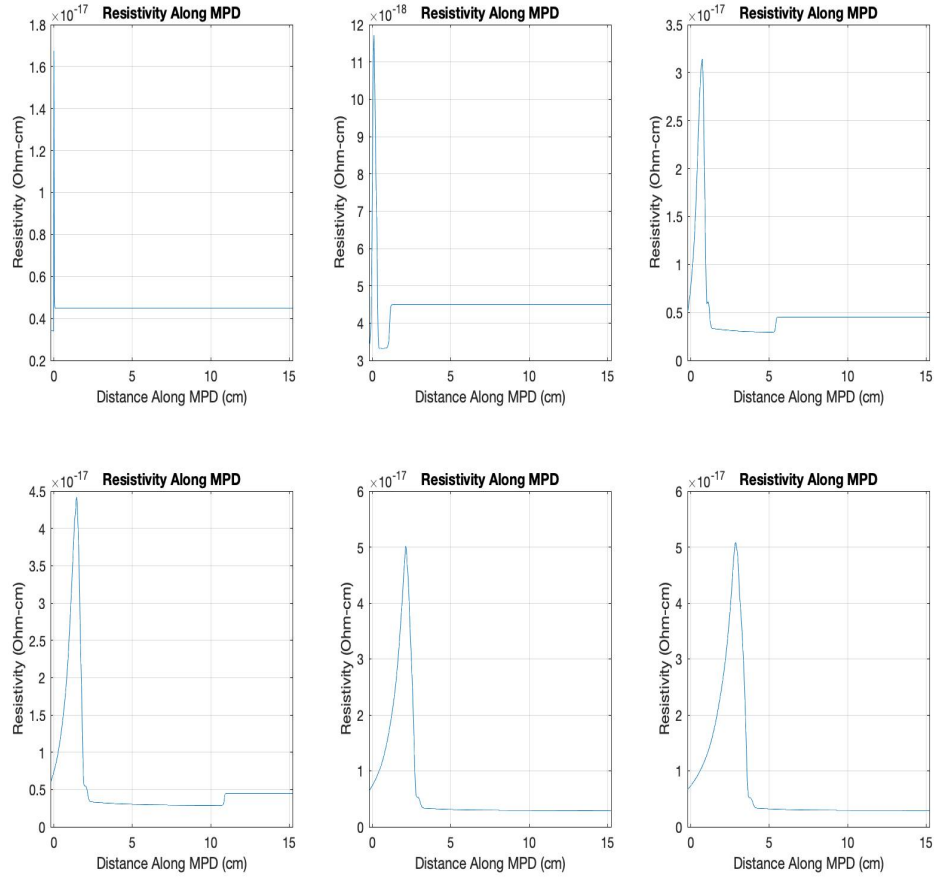 ×10⁻¹⁷ Resistivity Along MPD
1.8
1.6
1.4
1.2
1
0.8
0.6
0.4
0.2
Resistivity (Ohm-cm)
0 5 10 15
Distance Along MPD (cm)
×10⁻¹⁸ Resistivity Along MPD
12
11
10
9
8
7
6
5
4
3
Resistivity (Ohm-cm)
0 5 10 15
Distance Along MPD (cm)
×10⁻¹⁷ Resistivity Along MPD
3.5
3
2.5
2
1.5
1
0.5
0
Resistivity (Ohm-cm)
0 5 10 15
Distance Along MPD (cm)
×10⁻¹⁷ Resistivity Along MPD
4.5
4
3.5
3
2.5
2
1.5
1
0.5
0
Resistivity (Ohm-cm)
0 5 10 15
Distance Along MPD (cm)
×10⁻¹⁷ Resistivity Along MPD
6
5
4
3
2
1
0
Resistivity (Ohm-cm)
0 5 10 15
Distance Along MPD (cm)
×10⁻¹⁷ Resistivity Along MPD
6
5
4
3
2
1
0
Resistivity (Ohm-cm)
0 5 10 15
Distance Along MPD (cm)